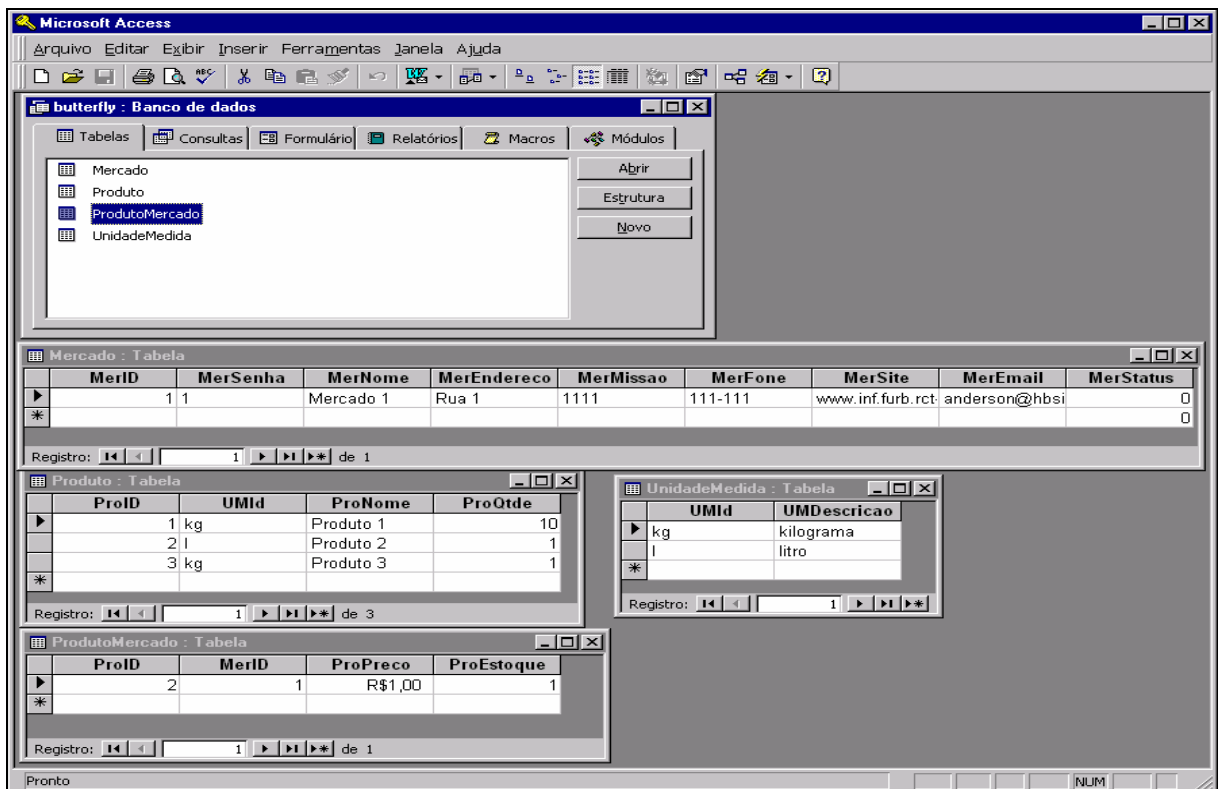 Microsoft Access
Arquivo Editar Exibir Inserir Ferramentas Janela Ajuda
butterfly : Banco de dados
Tabelas Consultas Formulário Relatórios Macros Módulos
Mercado
Produto
ProdutoMercado
UnidadeMedida
Abrir
Estrutura
Novo
Mercado : Tabela
MerID MerSenha MerNome MerEndereco MerMissao MerFone MerSite MerEmail MerStatus
1 1 Mercado 1 Rua 1 1111 111-111 www.inf.furb.rct- anderson@hbsi 0
0
Registro: 1 de 1
Produto : Tabela
ProID UMId ProNome ProQtde
1 kg Produto 1 10
2 l Produto 2 1
3 kg Produto 3 1
Registro: 1 de 3
UnidadeMedida : Tabela
UMId UMDescricao
kg kilograma
l litro
Registro: 1
ProdutoMercado : Tabela
ProID MerID ProPreco ProEstoque
2 1 R$1,00 1
Registro: 1 de 1
Pronto NUM